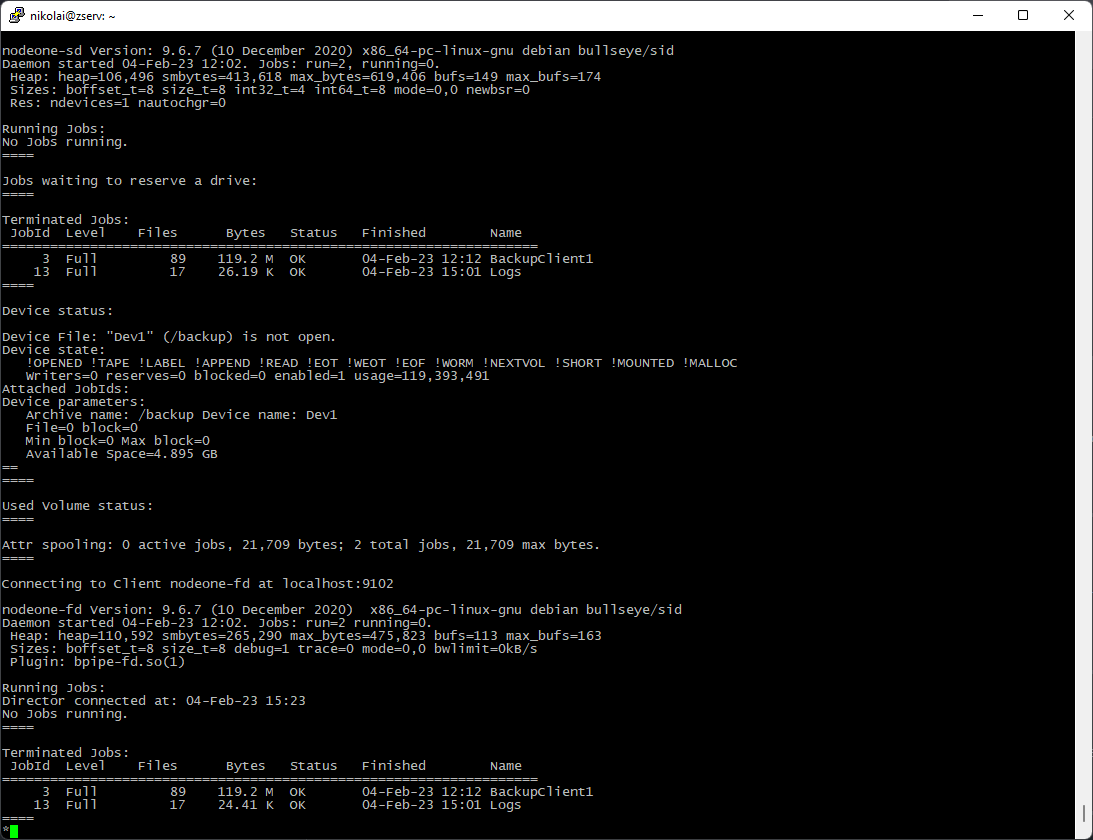 nikolai@zserv: ~
nodeone-sd Version: 9.6.7 (10 December 2020) x86_64-pc-linux-gnu debian bullseye/sid
Daemon started 04-Feb-23 12:02. Jobs: run=2, running=0.
 Heap: heap=106,496 smbytes=413,618 max_bytes=619,406 bufs=149 max_bufs=174
 Sizes: boffset_t=8 size_t=8 int32_t=4 int64_t=8 mode=0,0 newbsr=0
 Res: ndevices=1 nautochgr=0

Running Jobs:
No Jobs running.
====

Jobs waiting to reserve a drive:
====

Terminated Jobs:
 JobId  Level    Files      Bytes   Status   Finished        Name
===================================================================
     3  Full         89    119.2 M  OK       04-Feb-23 12:12 BackupClient1
    13  Full         17    26.19 K  OK       04-Feb-23 15:01 Logs
====

Device status:

Device File: "Dev1" (/backup) is not open.
Device state:
   !OPENED !TAPE !LABEL !APPEND !READ !EOT !WEOT !EOF !WORM !NEXTVOL !SHORT !MOUNTED !MALLOC
   Writers=0 reserves=0 blocked=0 enabled=1 usage=119,393,491
Attached JobIds:
Device parameters:
   Archive name: /backup Device name: Dev1
   File=0 block=0
   Min block=0 Max block=0
   Available Space=4.895 GB
==
====

Used Volume status:
====

Attr spooling: 0 active jobs, 21,709 bytes; 2 total jobs, 21,709 max bytes.
====

Connecting to Client nodeone-fd at localhost:9102

nodeone-fd Version: 9.6.7 (10 December 2020)  x86_64-pc-linux-gnu debian bullseye/sid
Daemon started 04-Feb-23 12:02. Jobs: run=2 running=0.
 Heap: heap=110,592 smbytes=265,290 max_bytes=475,823 bufs=113 max_bufs=163
 Sizes: boffset_t=8 size_t=8 debug=1 trace=0 mode=0,0 bwlimit=0kB/s
 Plugin: bpipe-fd.so(1)

Running Jobs:
Director connected at: 04-Feb-23 15:23
No Jobs running.
====

Terminated Jobs:
 JobId  Level    Files      Bytes   Status   Finished        Name
===================================================================
     3  Full         89    119.2 M  OK       04-Feb-23 12:12 BackupClient1
    13  Full         17    24.41 K  OK       04-Feb-23 15:01 Logs
====
*